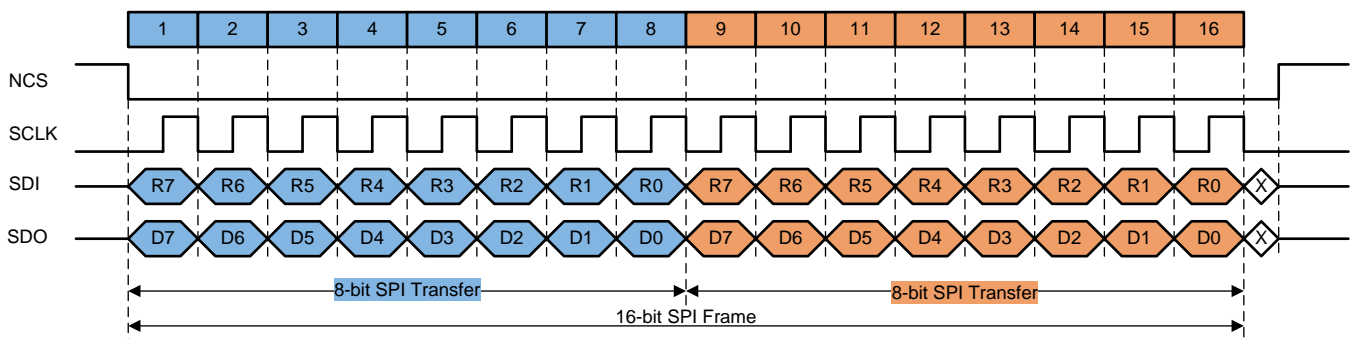 1 2 3 4 5 6 7 8 9 10 11 12 13 14 15 16
NCS
SCLK
SDI R7 R6 R5 R4 R3 R2 R1 R0 R7 R6 R5 R4 R3 R2 R1 R0 X
SDO D7 D6 D5 D4 D3 D2 D1 D0 D7 D6 D5 D4 D3 D2 D1 D0 X
8-bit SPI Transfer 8-bit SPI Transfer
16-bit SPI Frame